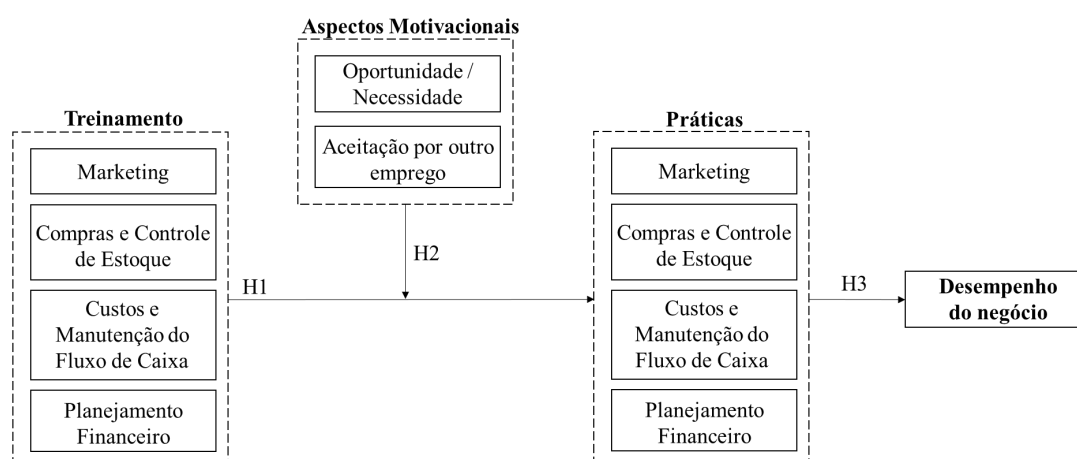 Aspectos Motivacionais
Oportunidade /
Necessidade
Aceitação por outro
emprego
Treinamento
Marketing
Compras e Controle
de Estoque
Custos e
Manutenção do
Fluxo de Caixa
Planejamento
Financeiro
H1
H2
Práticas
Marketing
Compras e Controle
de Estoque
Custos e
Manutenção do
Fluxo de Caixa
Planejamento
Financeiro
H3
Desempenho
do negócio